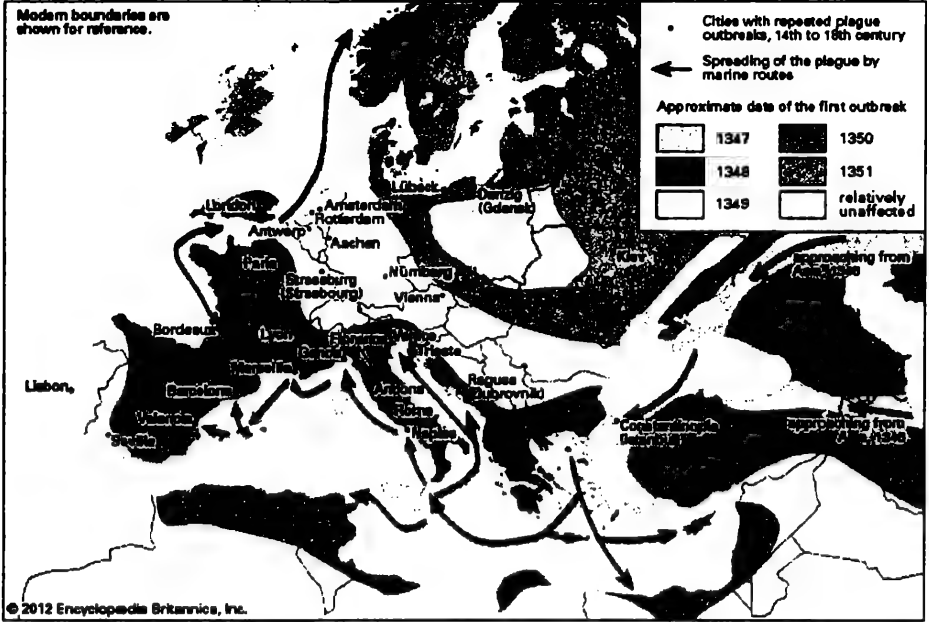 Modern boundaries are
shown for reference.
Cities with repeated plague
outbreaks, 14th to 18th century
Spreading of the plague by
marine routes
Approximate date of the first outbreak
1347
1350
1348
1351
1349
relatively
unaffected
London
Lübeck
Danzig
(Gdansk)
Amsterdam
Rotterdam
Antwerp
Aachen
Kiev
approaching from
Paris
Nürnberg
Strassburg
(Strasbourg)
Vienna
Bordeaux
Lyon
Florence
Venice
Genoa
Trieste
Marseille
Lisbon
Barcelona
Ancona
Ragusa
(Dubrovnik)
Rome
Valencia
Naples
Constantinople
Istanbul
approaching from
Seville
© 2012 Encyclopædia Britannica, Inc.